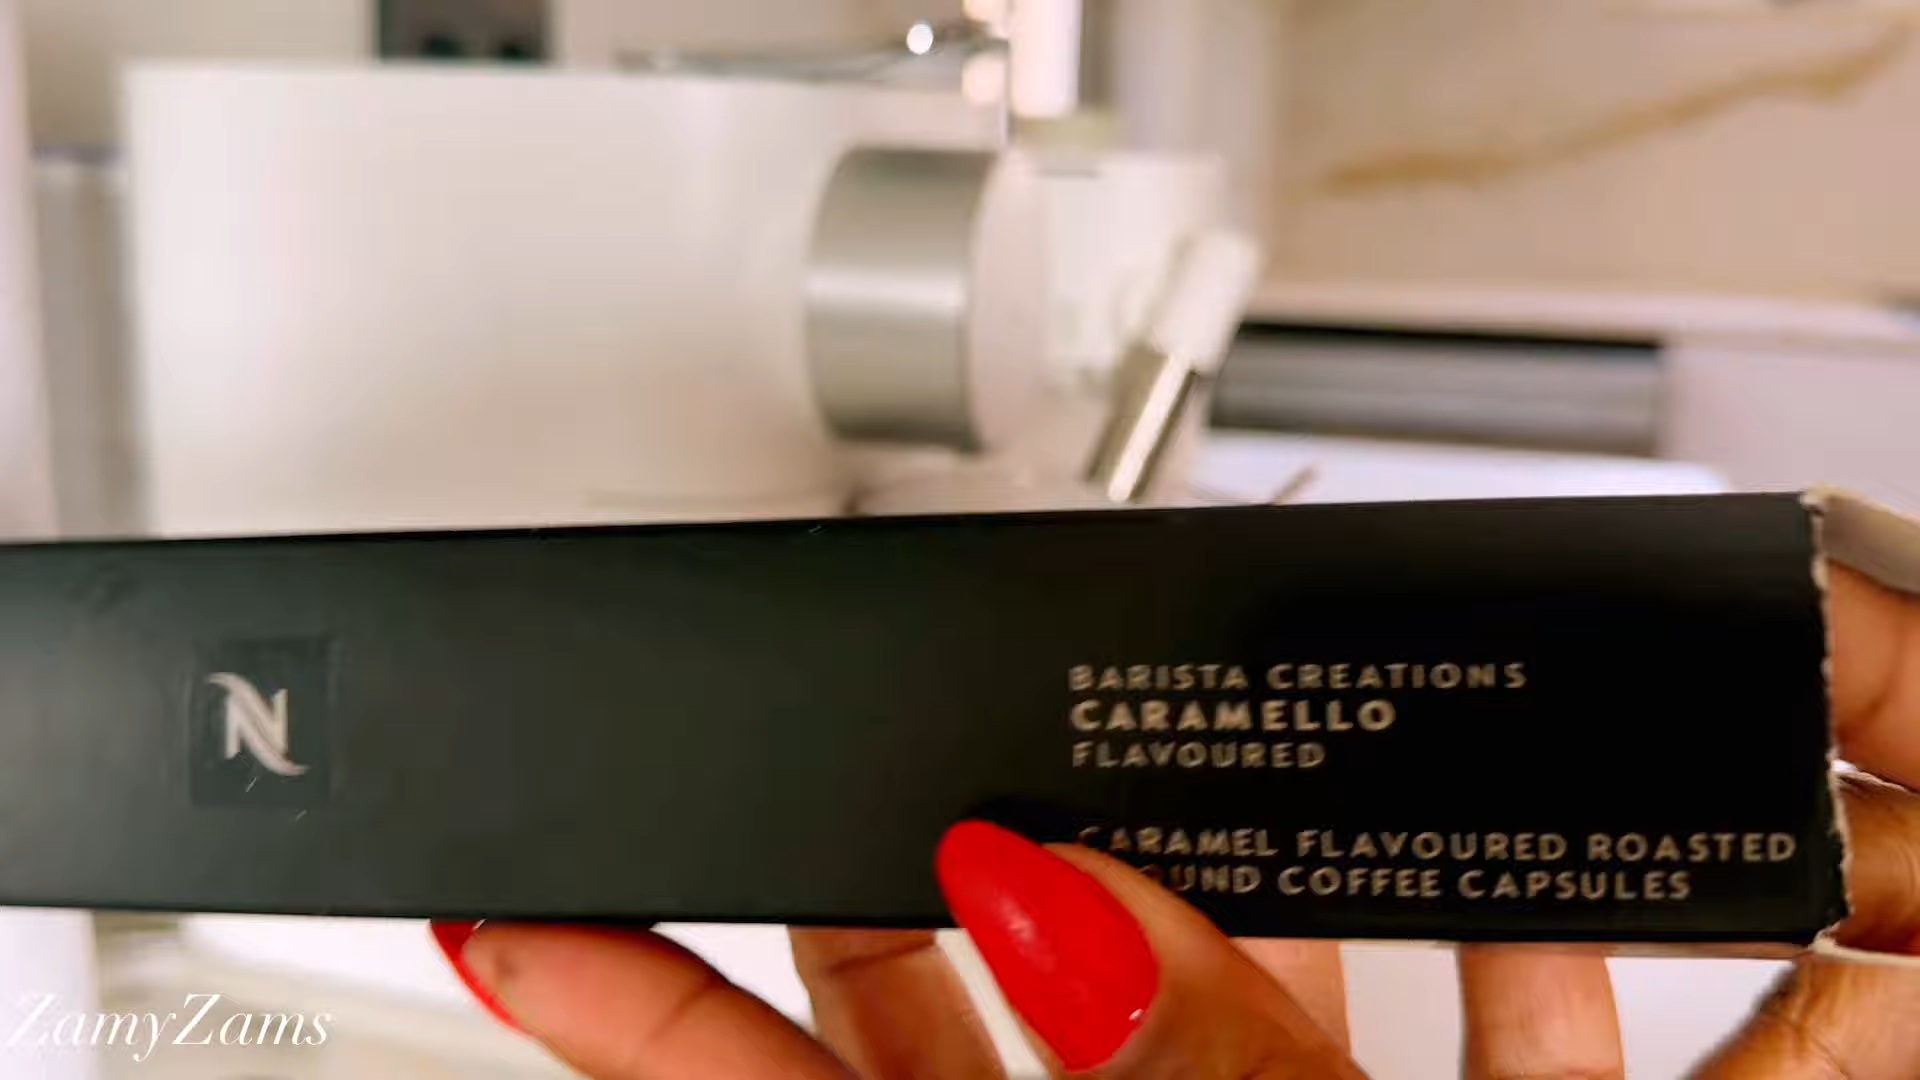 N
BARISTA CREATIONS
CARAMELLO
FLAVOURED
CARAMEL FLAVOURED ROASTED
COFFEE CAPSULES
ZamyZams